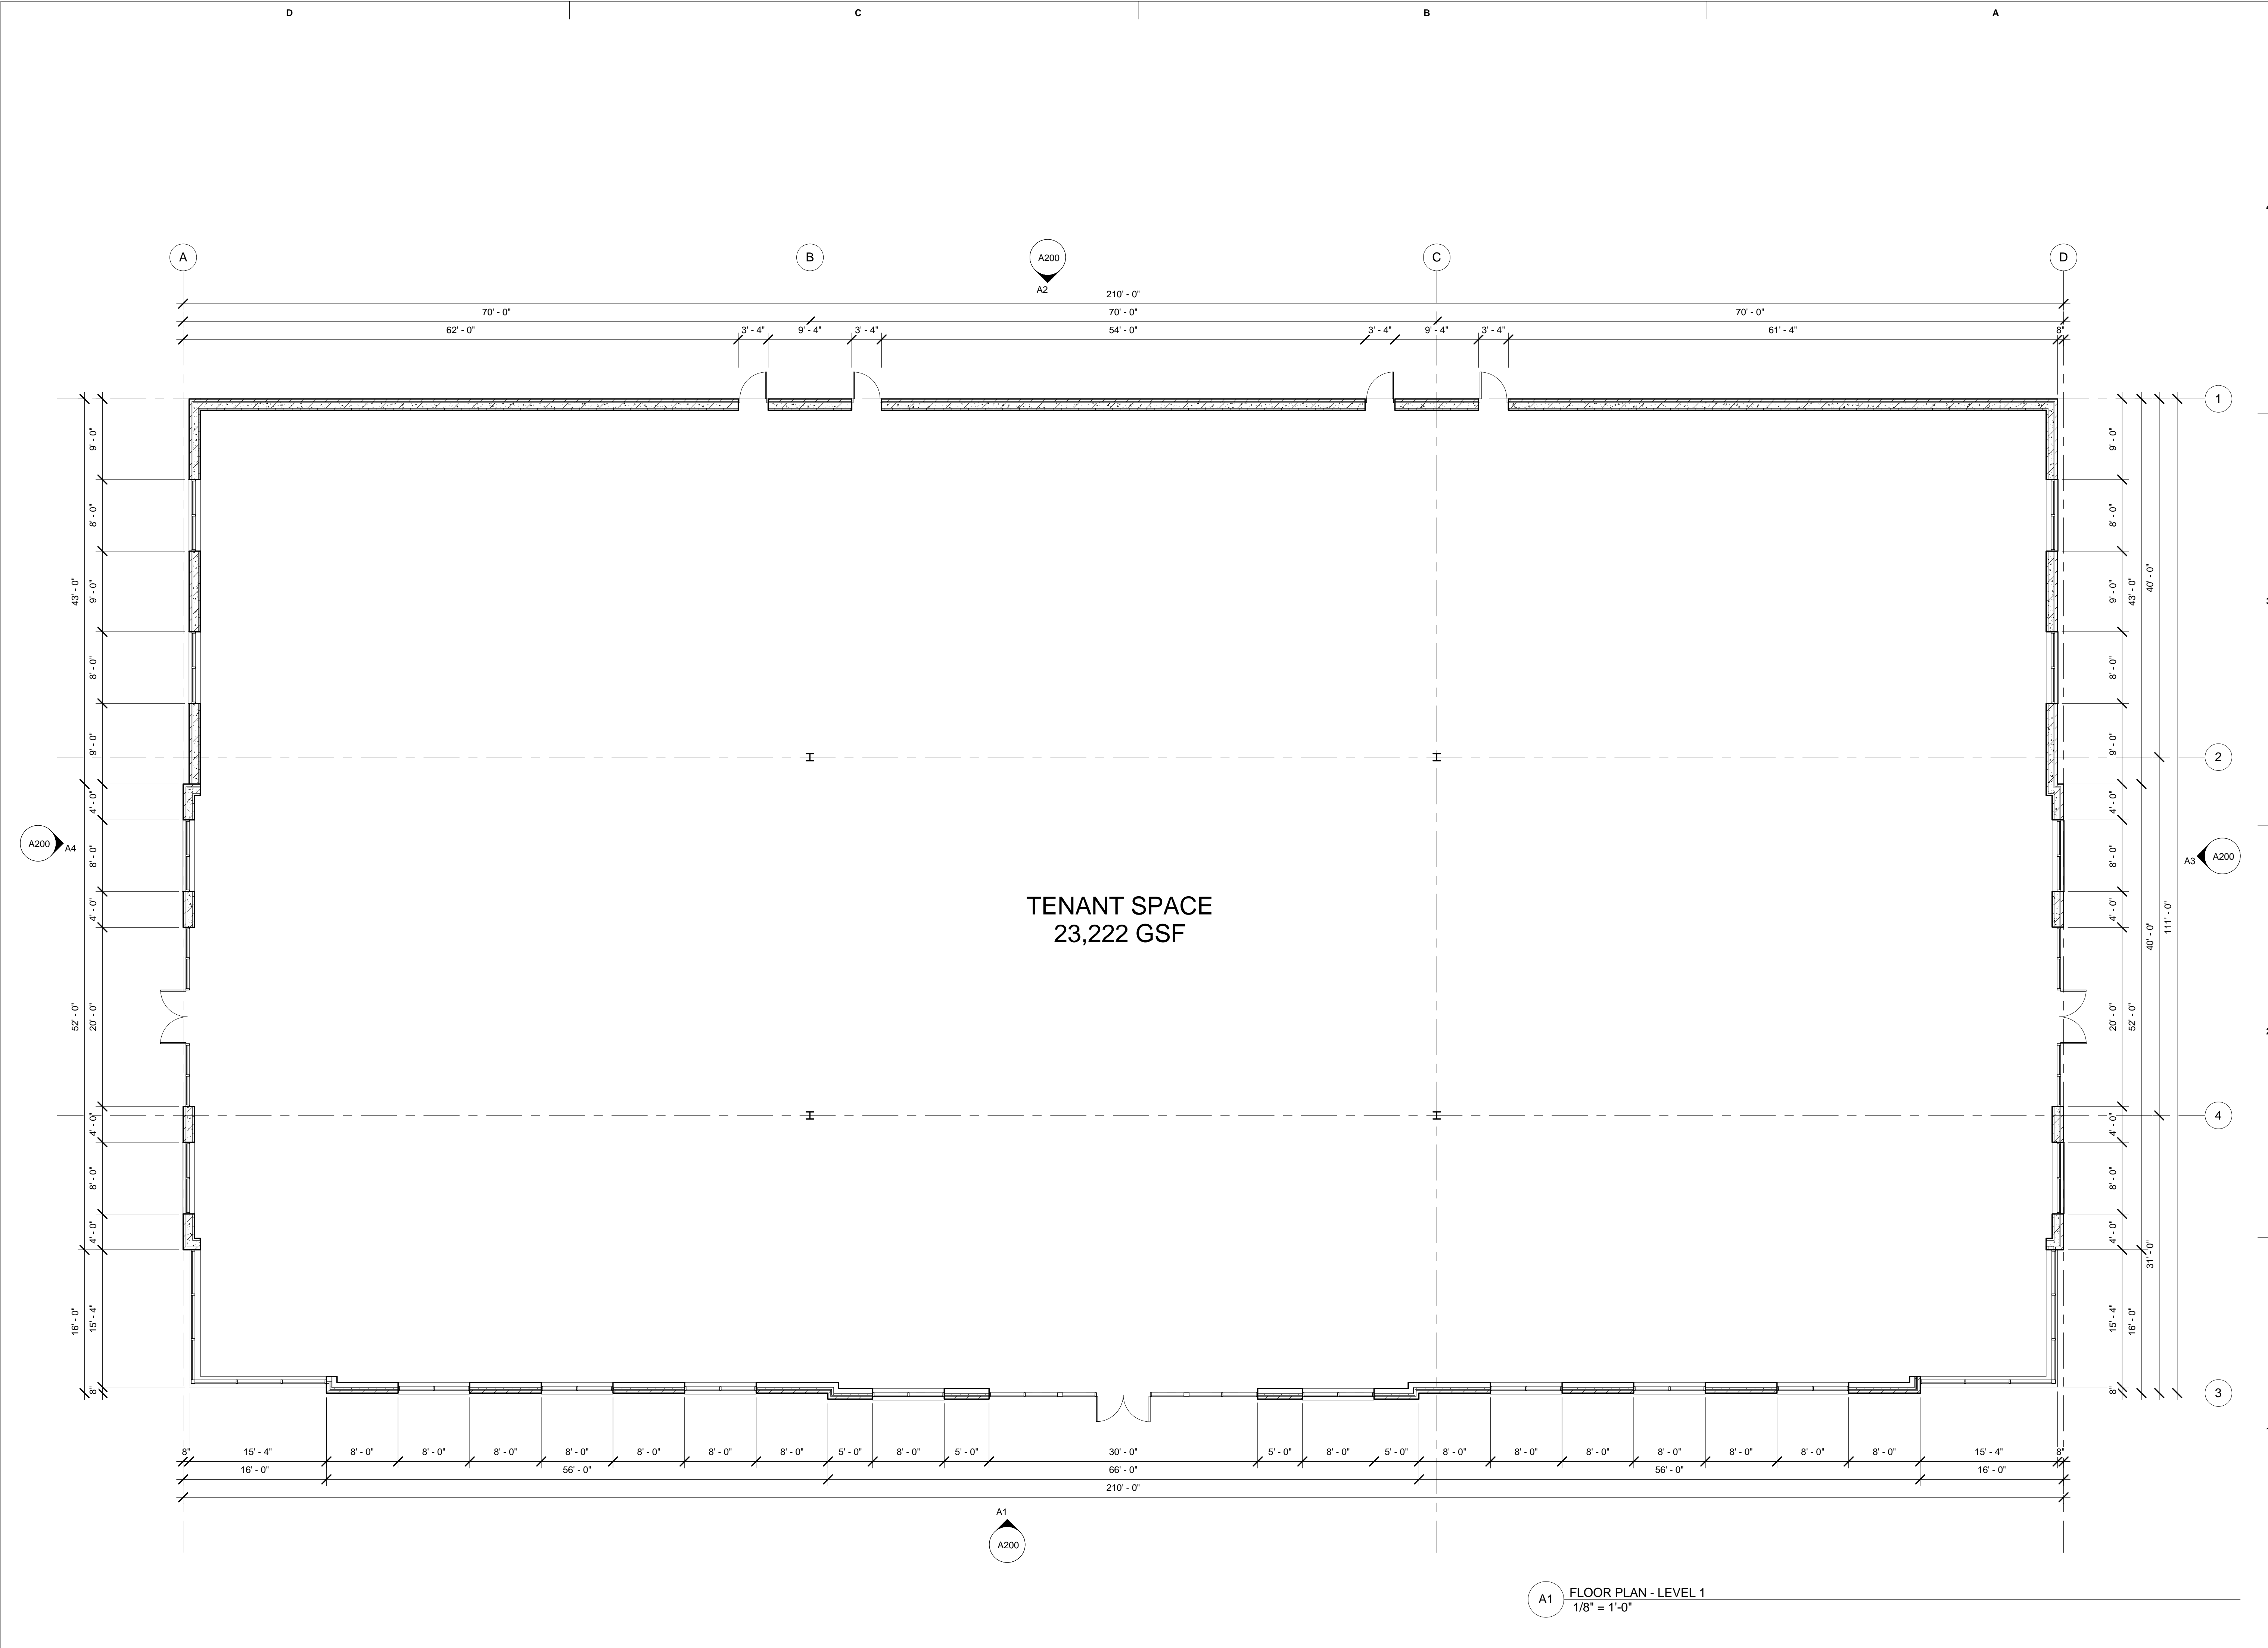 D C B A
A B A200 C D
A2
210' - 0"
70' - 0" 70' - 0" 70' - 0"
62' - 0" 3' - 4" 9' - 4" 3' - 4" 54' - 0" 3' - 4" 9' - 4" 3' - 4" 61' - 4" 8"
1
2
4
3
43' - 0"
52' - 0"
16' - 0"
9' - 0"
8' - 0"
9' - 0"
8' - 0"
9' - 0"
4' - 0"
8' - 0"
4' - 0"
20' - 0"
4' - 0"
8' - 0"
4' - 0"
15' - 4"
8"
A200 A4
TENANT SPACE
23,222 GSF
9' - 0"
8' - 0"
9' - 0"
8' - 0"
9' - 0"
4' - 0"
8' - 0"
4' - 0"
20' - 0"
4' - 0"
8' - 0"
4' - 0"
15' - 4"
8"
43' - 0"
52' - 0"
16' - 0"
40' - 0"
40' - 0"
31' - 0"
111' - 0"
A3 A200
8" 15' - 4" 8' - 0" 8' - 0" 8' - 0" 8' - 0" 8' - 0" 8' - 0" 8' - 0" 5' - 0" 8' - 0" 5' - 0" 30' - 0" 5' - 0" 8' - 0" 5' - 0" 8' - 0" 8' - 0" 8' - 0" 8' - 0" 8' - 0" 8' - 0" 8' - 0" 15' - 4" 8"
16' - 0" 56' - 0" 66' - 0" 56' - 0" 16' - 0"
210' - 0"
A1
A200
A1 FLOOR PLAN - LEVEL 1
1/8" = 1'-0"